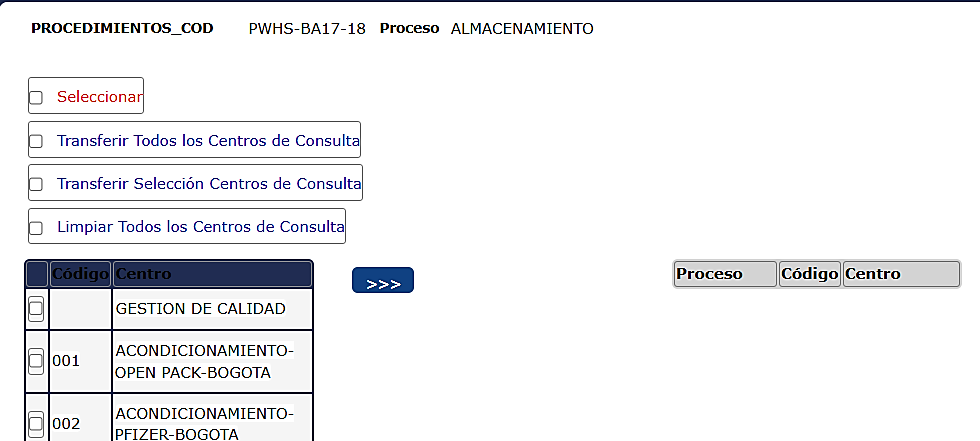 PROCEDIMIENTOS_COD PWHS-BA17-18 Proceso ALMACENAMIENTO
Seleccionar
Transferir Todos los Centros de Consulta
Transferir Selección Centros de Consulta
Limpiar Todos los Centros de Consulta
Código Centro
>>>
Proceso Código Centro
GESTION DE CALIDAD
001 ACONDICIONAMIENTO-
OPEN PACK-BOGOTA
002 ACONDICIONAMIENTO-
PFIZER-BOGOTA